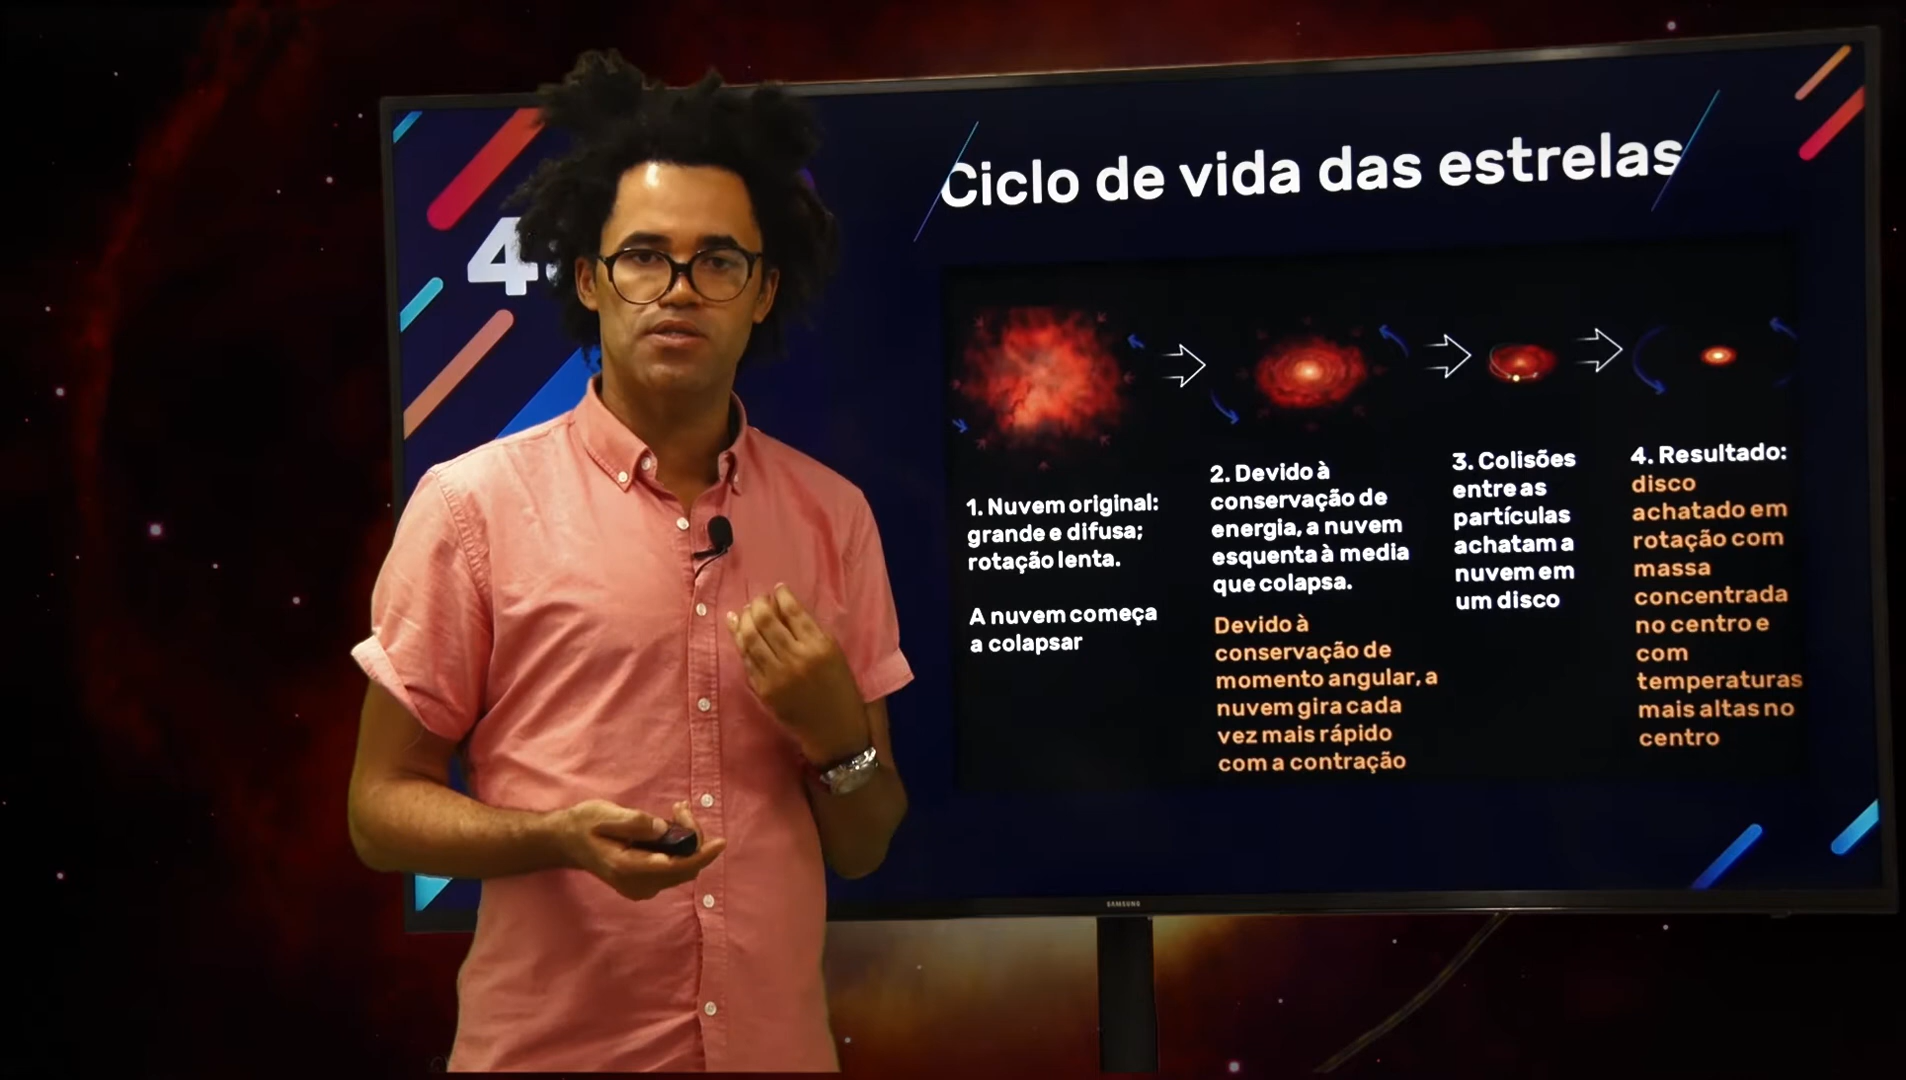 4.
Ciclo de vida das estrelas
1. Nuvem original:
grande e difusa;
rotação lenta.
A nuvem começa
a colapsar
2. Devido à
conservação de
energia, a nuvem
esquenta à media
que colapsa.
Devido à
conservação de
momento angular, a
nuvem gira cada
vez mais rápido
com a contração
3. Colisões
entre as
partículas
achatam a
nuvem em
um disco
4. Resultado:
disco
achatado em
rotação com
massa
concentrada
no centro e
com
temperaturas
mais altas no
centro
SAMSUNG